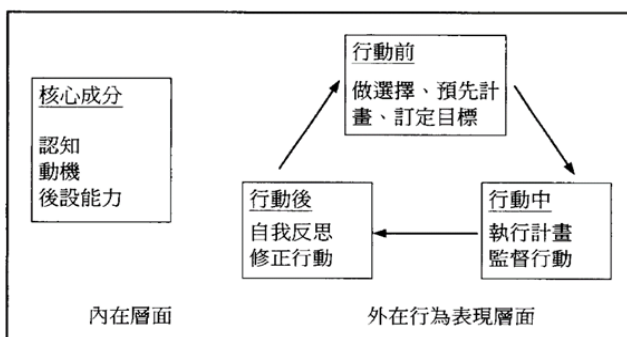 核心成分
認知
動機
後設能力
行動前
做選擇、預先計
畫、訂定目標
行動後
自我反思
修正行動
行動中
執行計畫
監督行動
內在層面
外在行為表現層面